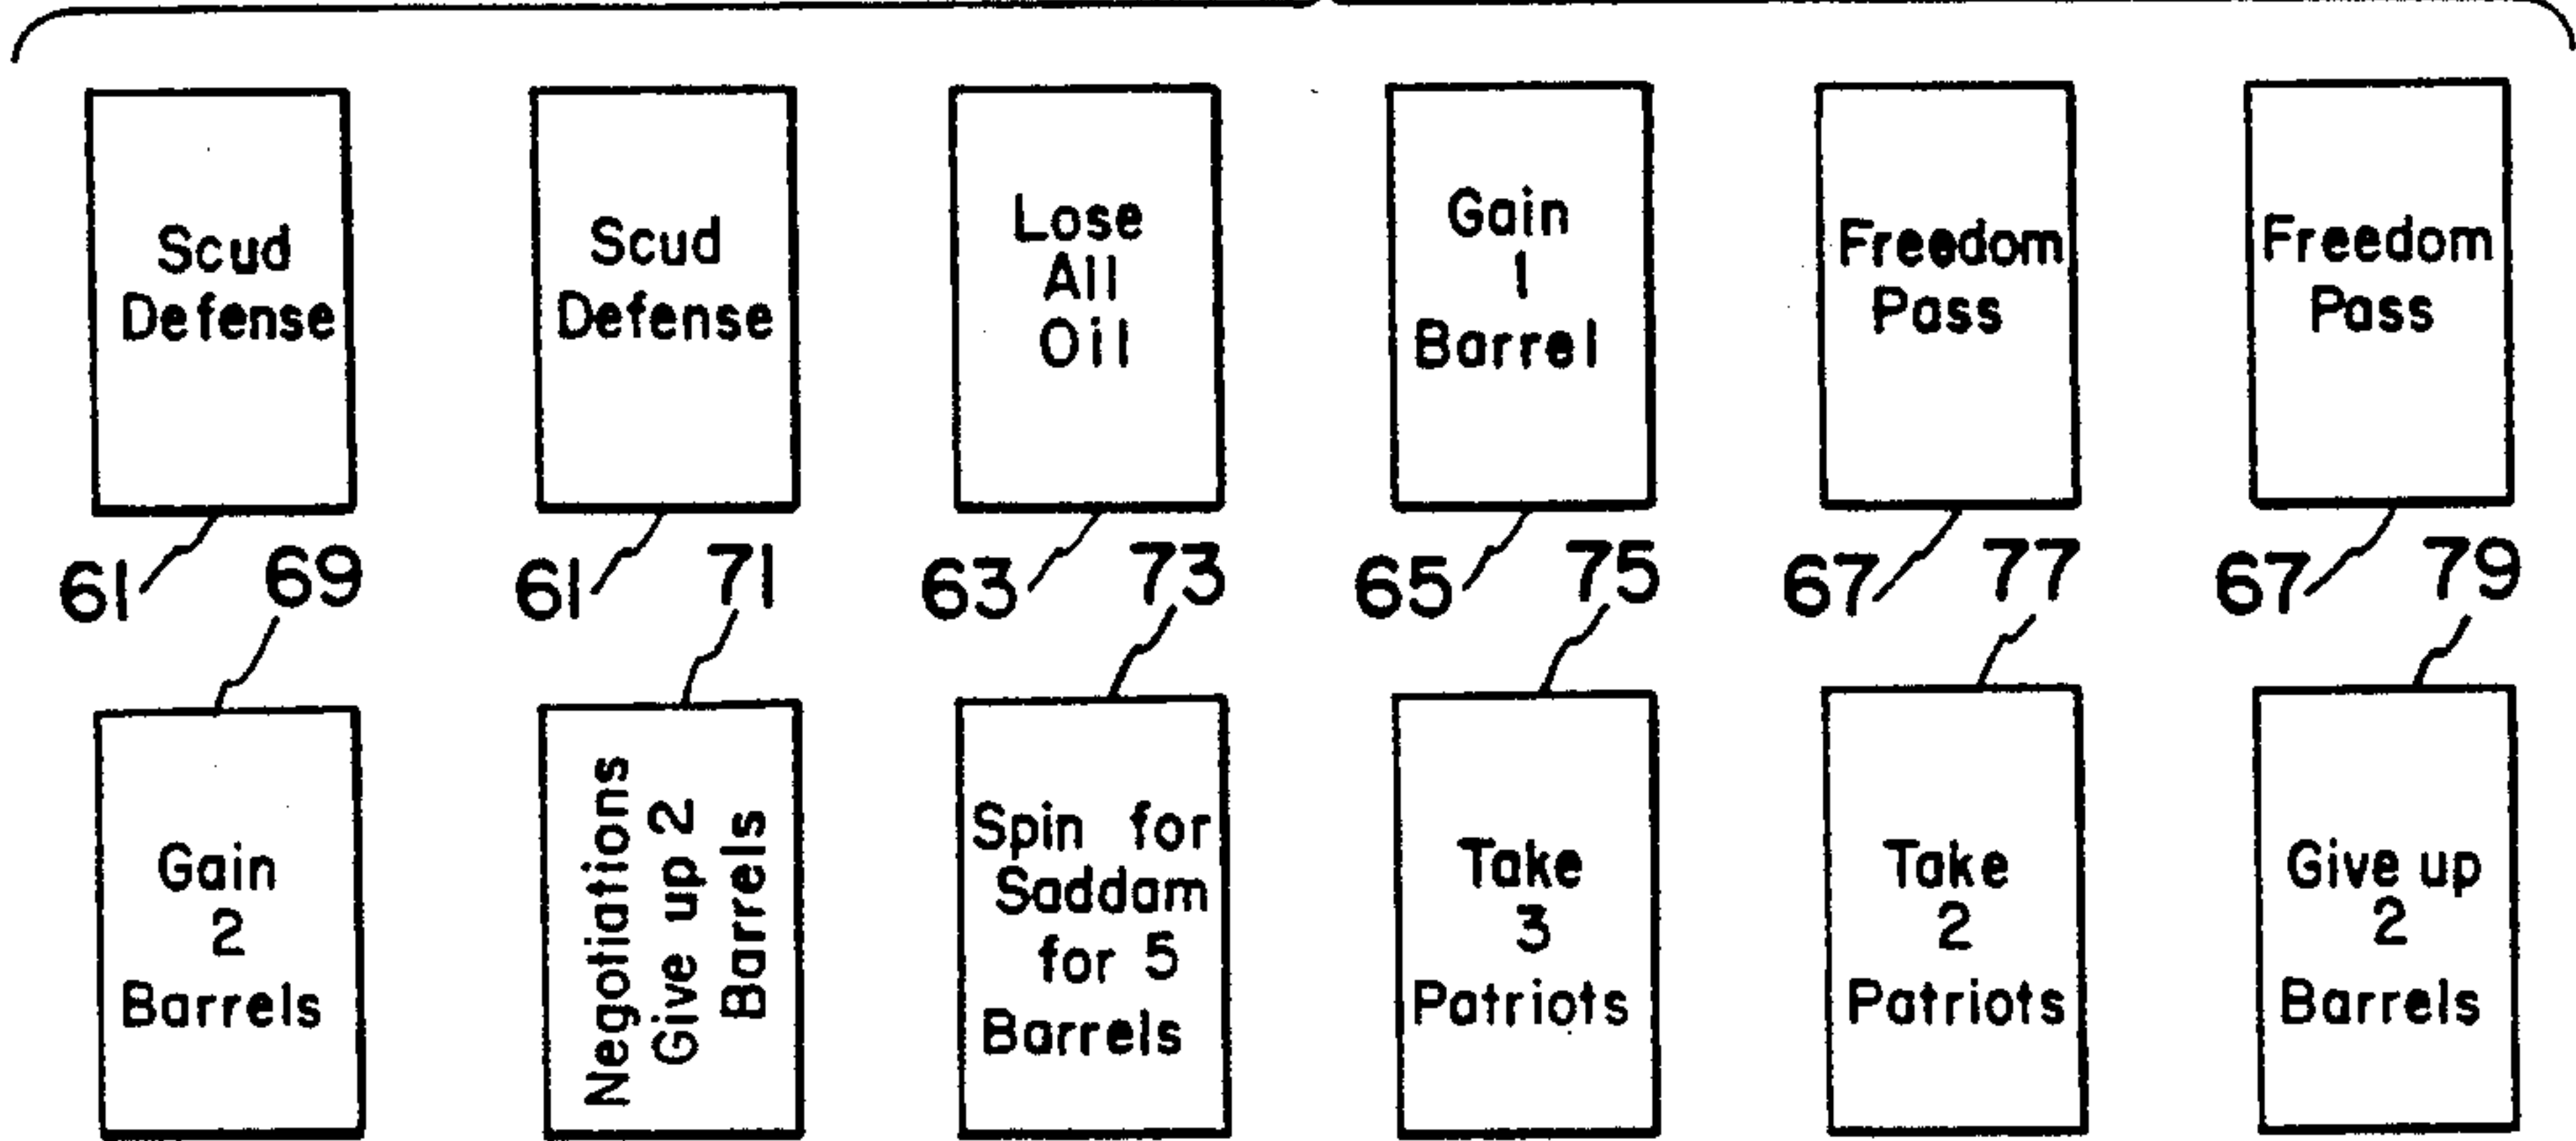 Scud
Defense
Scud
Defense
Lose
All
Oil
Gain
1
Barrel
Freedom
Pass
Freedom
Pass
61
69
61
71
63
73
65
75
67
77
67
79
Gain
2
Barrels
Negotiations
Give up 2
Barrels
Spin for
Saddam
for 5
Barrels
Take
3
Patriots
Take
2
Patriots
Give up
2
Barrels